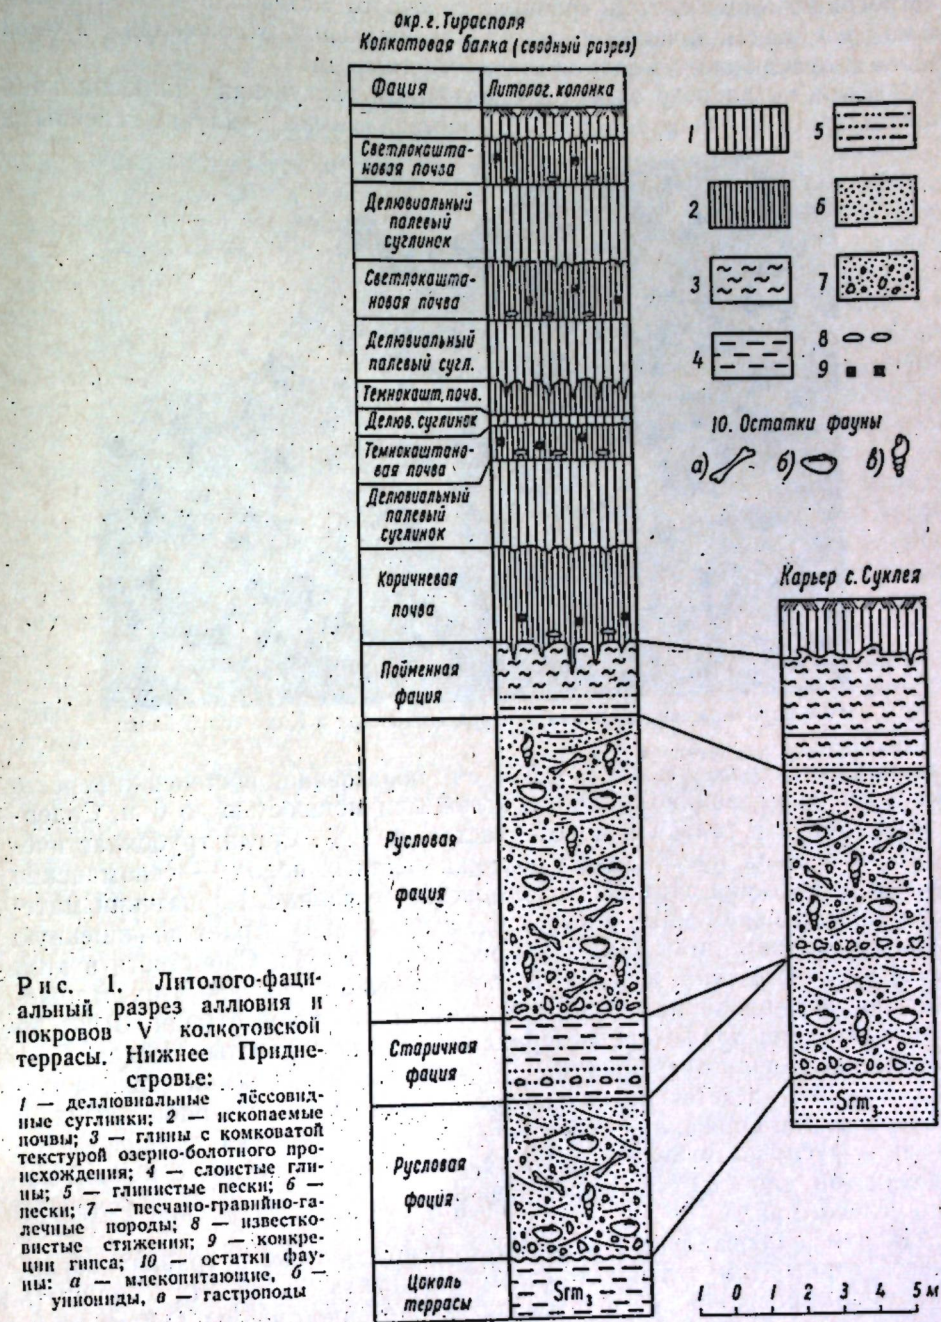 окр. г. Тирасполя
Колкотовая балка (сводный разрез)
Фация
Литолог. колонка
Светлокашта-
новая почва
Делювиальный
палевый
суглинск
Светлокашта-
новая почва
Делювиальный
палевый сугл.
Темнокашт. почв.
Делюв. суглинок
Темнокаштано-
вая почва
Делювиальный
палевый
суглинок
Коричневая
почва
Пойменная
фация
Русловая
фация
Старичная
фация
Русловая
фация
Цоколь
террасы
Srm3
1
2
3
4
5
6
7
8
9
10. Остатки фауны
а)
б)
в)
Карьер с. Суклея
Srm3
1 0 1 2 3 4 5 м
Рис. 1. Литолого-фаци-
альный разрез аллювия и
покровов V колкотовской
террасы. Нижнее Придне-
стровье:
1 — деллювиальные лёссовид-
ные суглинки; 2 — ископаемые
почвы; 3 — глины с комковатой
текстурой озерно-болотного про-
исхождения; 4 — слоистые гли-
ны; 5 — глинистые пески; 6 —
пески; 7 — песчано-гравийно-га-
лечные породы; 8 — известко-
вистые стяжения; 9 — конкре-
ции гипса; 10 — остатки фау-
ны: а — млекопитающие, б —
униониды, в — гастроподы